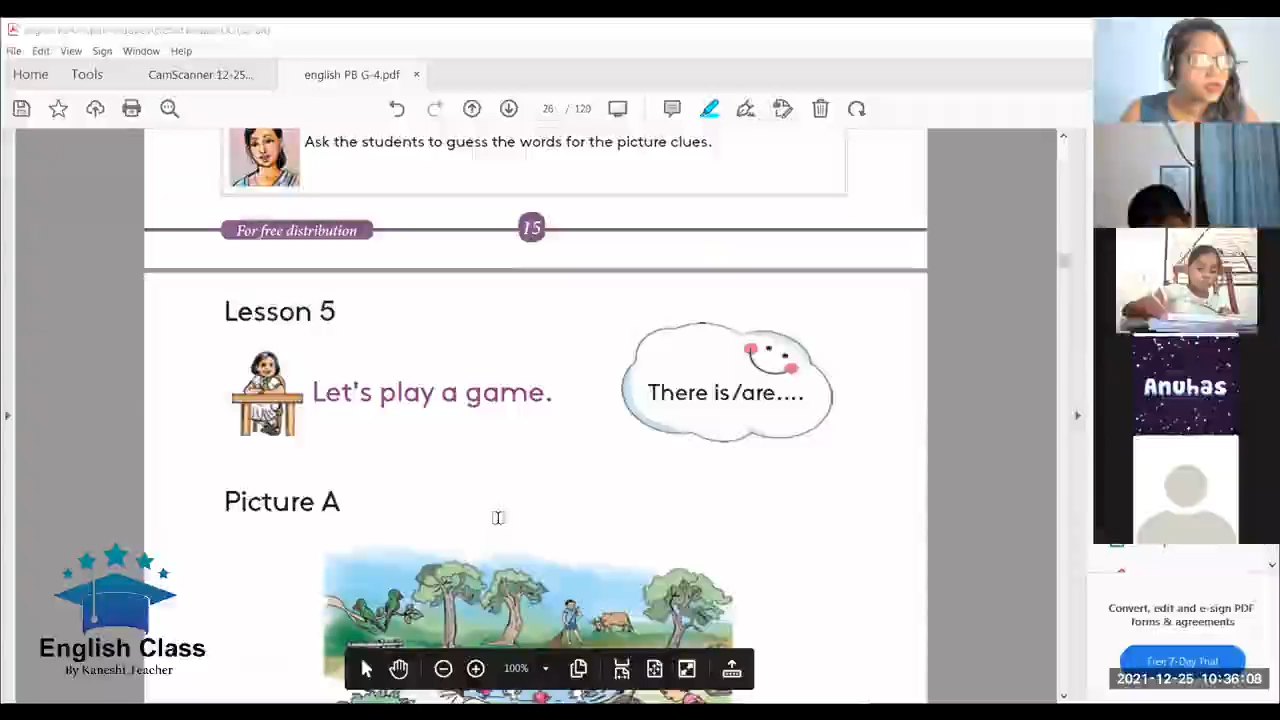 File Edit View Sign Window Help
Home Tools CamScanner 12-25... english PB G-4.pdf ×
26 / 120
Ask the students to guess the words for the picture clues.
For free distribution 15
Lesson 5
Let's play a game.
There is/are....
Picture A
100%
English Class
By Kaneshi Teacher
Anuhas
Convert, edit and e-sign PDF
forms & agreements
Free 7-Day Trial
2021-12-25 10:36:08